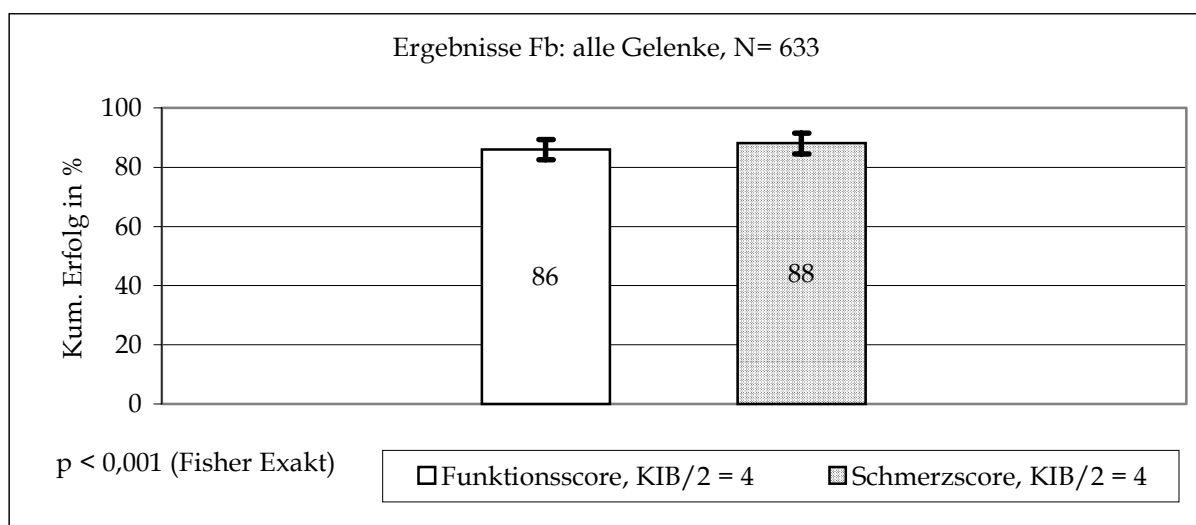 Ergebnisse Fb: alle Gelenke, N= 633
Kum. Erfolg in %
100
80
60
40
20
0
86
88
p < 0,001 (Fisher Exakt)
Funktionsscore, KIB/2 = 4
Schmerzscore, KIB/2 = 4